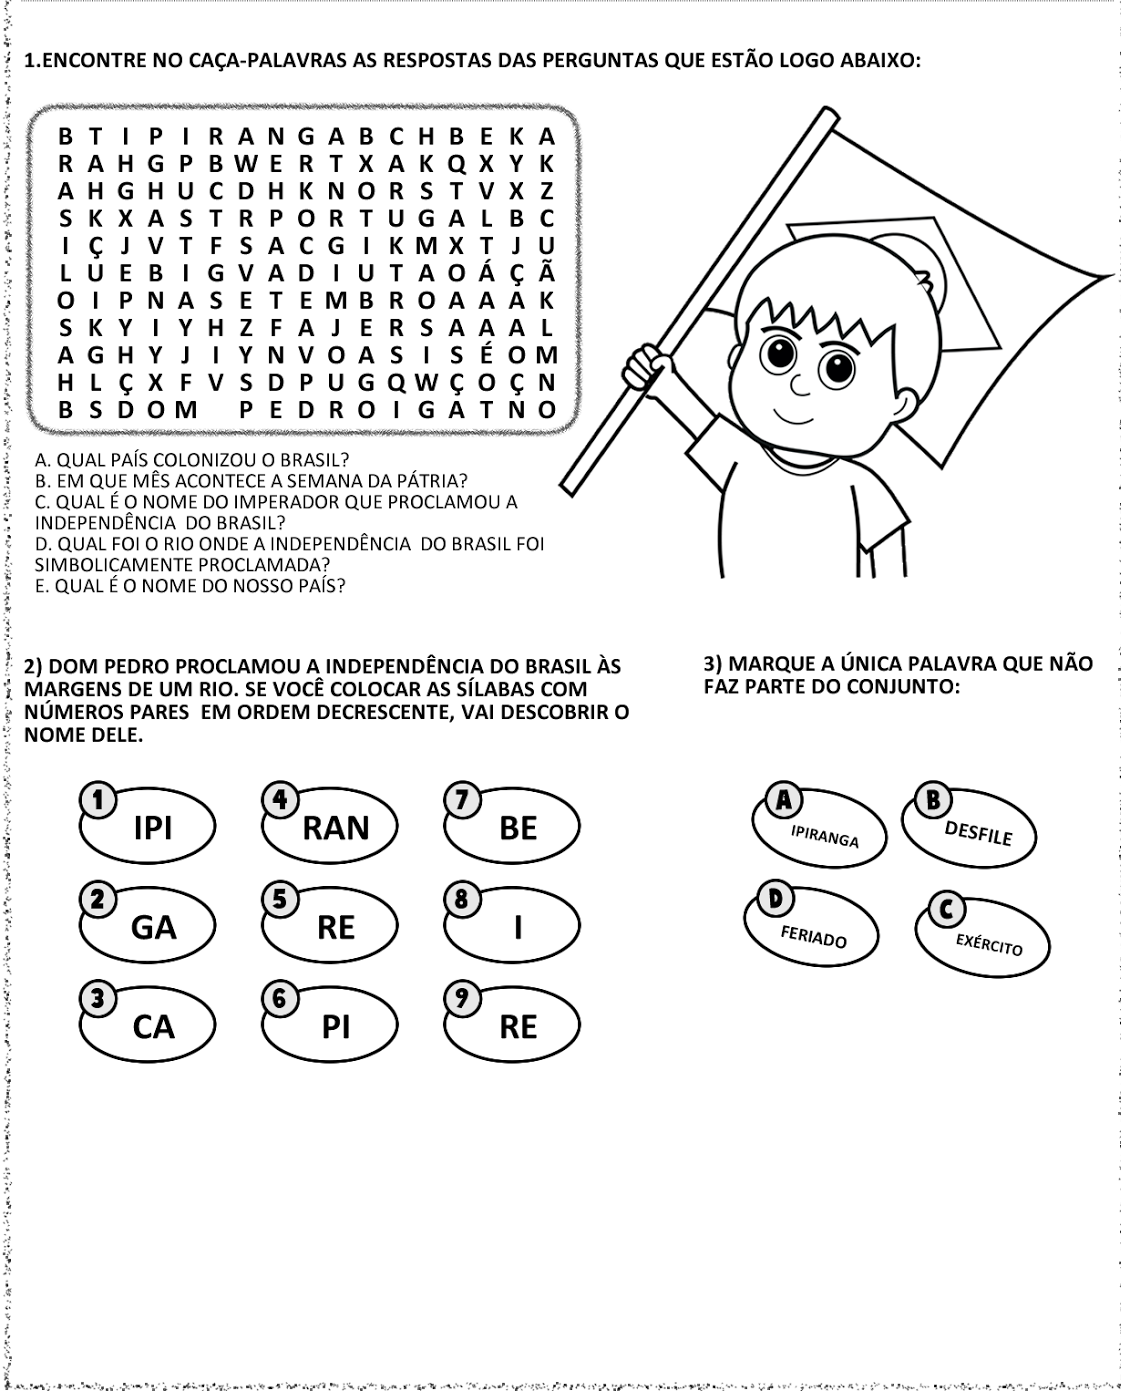 1.ENCONTRE NO CAÇA-PALAVRAS AS RESPOSTAS DAS PERGUNTAS QUE ESTÃO LOGO ABAIXO:
B T I P I R A N G A B C H B E K A
R A H G P B W E R T X A K Q X Y K
A H G H U C D H K N O R S T V X Z
S K X A S T R P O R T U G A L B C
I Ç J V T F S A C G I K M X T J U
L U E B I G V A D I U T A O Á Ç Ã
O I P N A S E T E M B R O A A A K
S K Y I Y H Z F A J E R S A A A L
A G H Y J I Y N V O A S I S É O M
H L Ç X F V S D P U G Q W Ç O Ç N
B S D O M P E D R O I G A T N O
A. QUAL PAÍS COLONIZOU O BRASIL?
B. EM QUE MÊS ACONTECE A SEMANA DA PÁTRIA?
C. QUAL É O NOME DO IMPERADOR QUE PROCLAMOU A
INDEPENDÊNCIA DO BRASIL?
D. QUAL FOI O RIO ONDE A INDEPENDÊNCIA DO BRASIL FOI
SIMBOLICAMENTE PROCLAMADA?
E. QUAL É O NOME DO NOSSO PAÍS?
2) DOM PEDRO PROCLAMOU A INDEPENDÊNCIA DO BRASIL ÀS
MARGENS DE UM RIO. SE VOCÊ COLOCAR AS SÍLABAS COM
NÚMEROS PARES EM ORDEM DECRESCENTE, VAI DESCOBRIR O
NOME DELE.
1 IPI
4 RAN
7 BE
2 GA
5 RE
8 I
3 CA
6 PI
9 RE
3) MARQUE A ÚNICA PALAVRA QUE NÃO
FAZ PARTE DO CONJUNTO:
A IPIRANGA
B DESFILE
D FERIADO
C EXÉRCITO